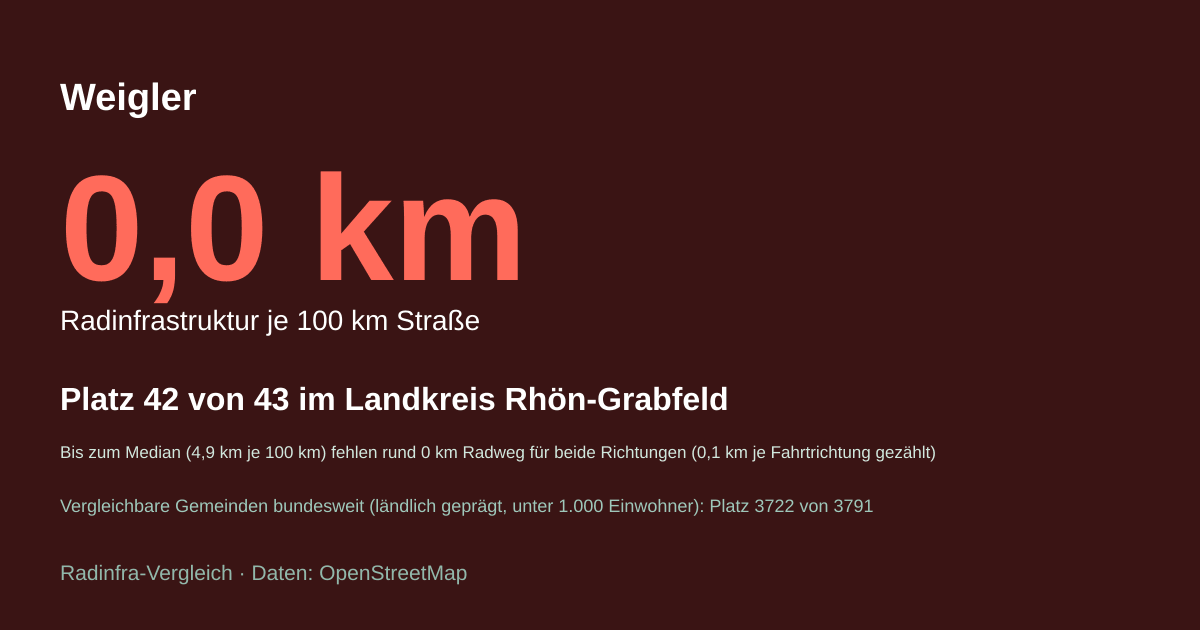 Weigler
0,0 km
Radinfrastruktur je 100 km Straße
Platz 42 von 43 im Landkreis Rhön-Grabfeld
Bis zum Median (4,9 km je 100 km) fehlen rund 0 km Radweg für beide Richtungen (0,1 km je Fahrtrichtung gezählt)
Vergleichbare Gemeinden bundesweit (ländlich geprägt, unter 1.000 Einwohner): Platz 3722 von 3791
Radinfra-Vergleich · Daten: OpenStreetMap